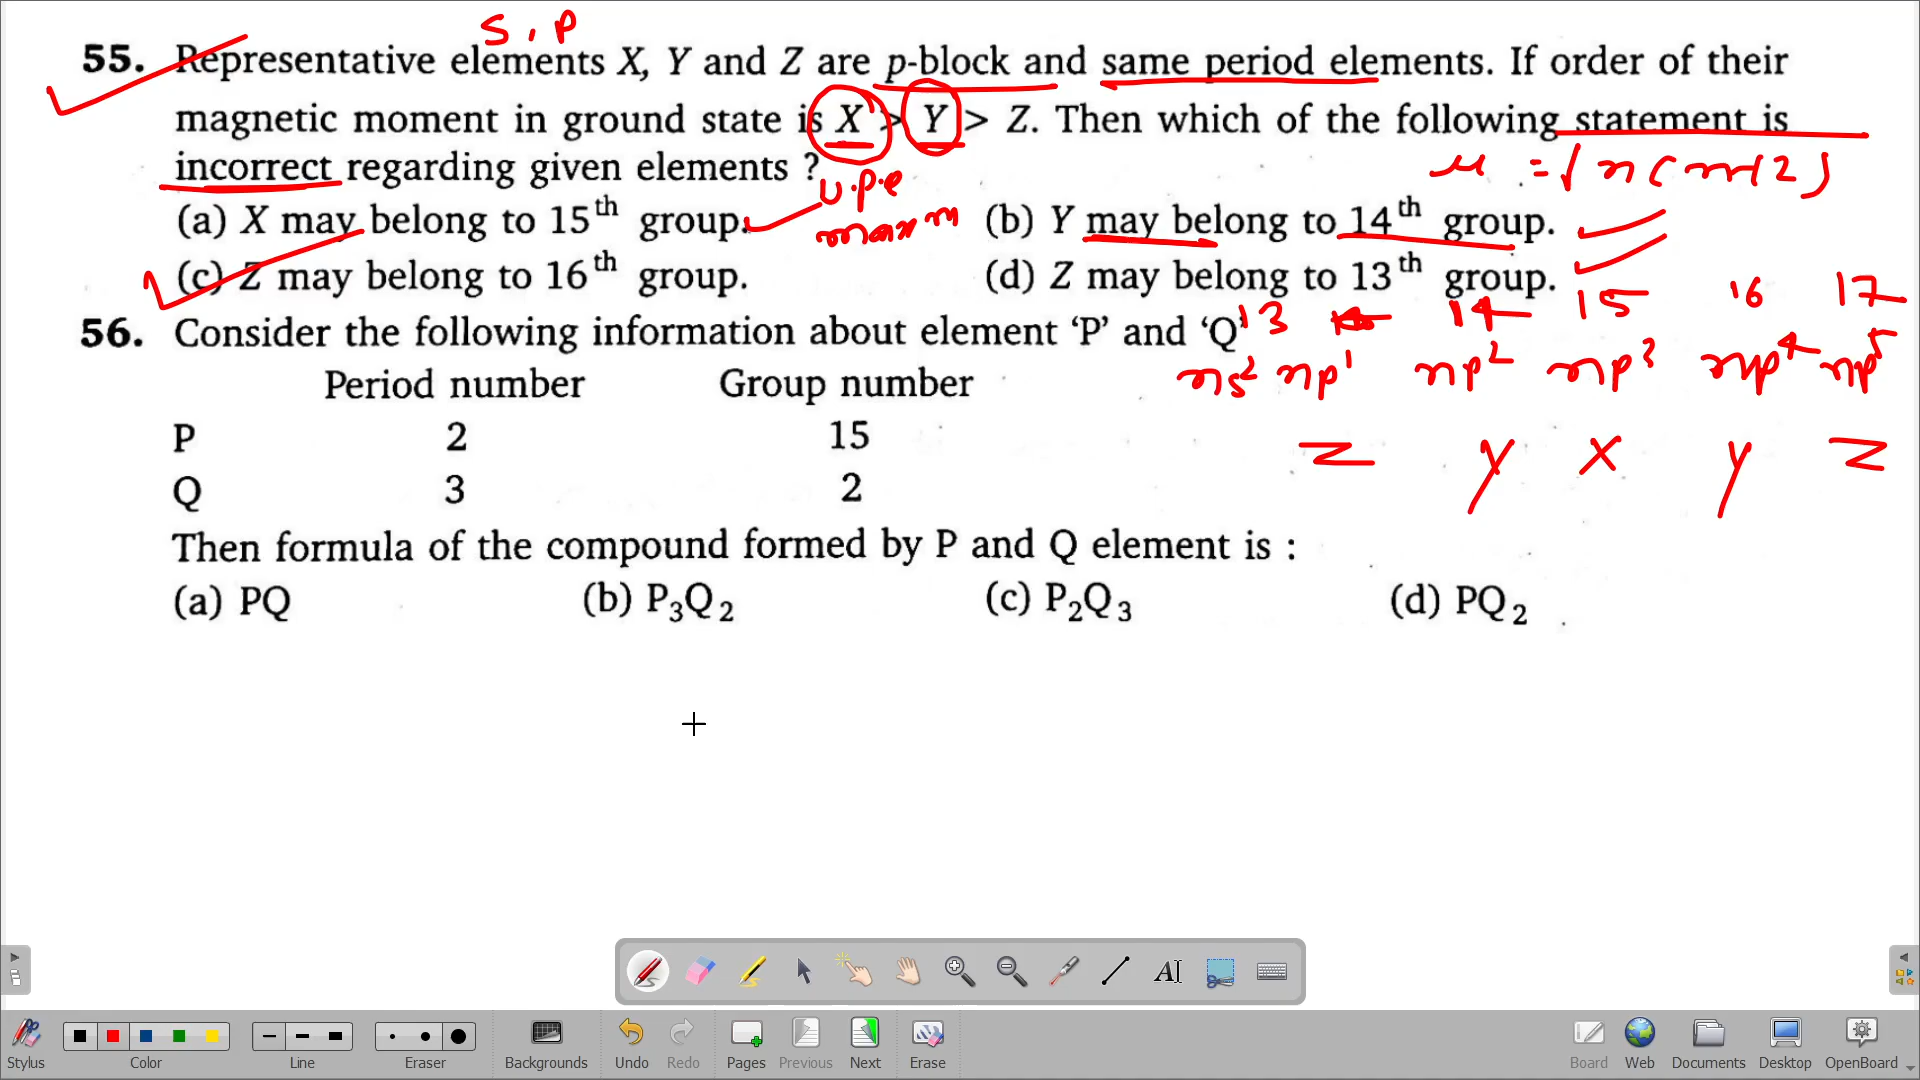 S, P
55. Representative elements X, Y and Z are p-block and same period elements. If order of their
magnetic moment in ground state is X > Y > Z. Then which of the following statement is
incorrect regarding given elements ?
μ = √n(n+2)
U.P.e
maxm
(a) X may belong to 15th group.
(b) Y may belong to 14th group.
(c) Z may belong to 16th group.
(d) Z may belong to 13th group.
13 14 15 16 17
ns2 np1 np2 np3 np4 np5
Z Y X Y Z
56. Consider the following information about element ‘P’ and ‘Q’
Period number Group number
P 2 15
Q 3 2
Then formula of the compound formed by P and Q element is :
(a) PQ (b) P3Q2 (c) P2Q3 (d) PQ2
Stylus Color Line Eraser Backgrounds Undo Redo Pages Previous Next Erase Board Web Documents Desktop OpenBoard